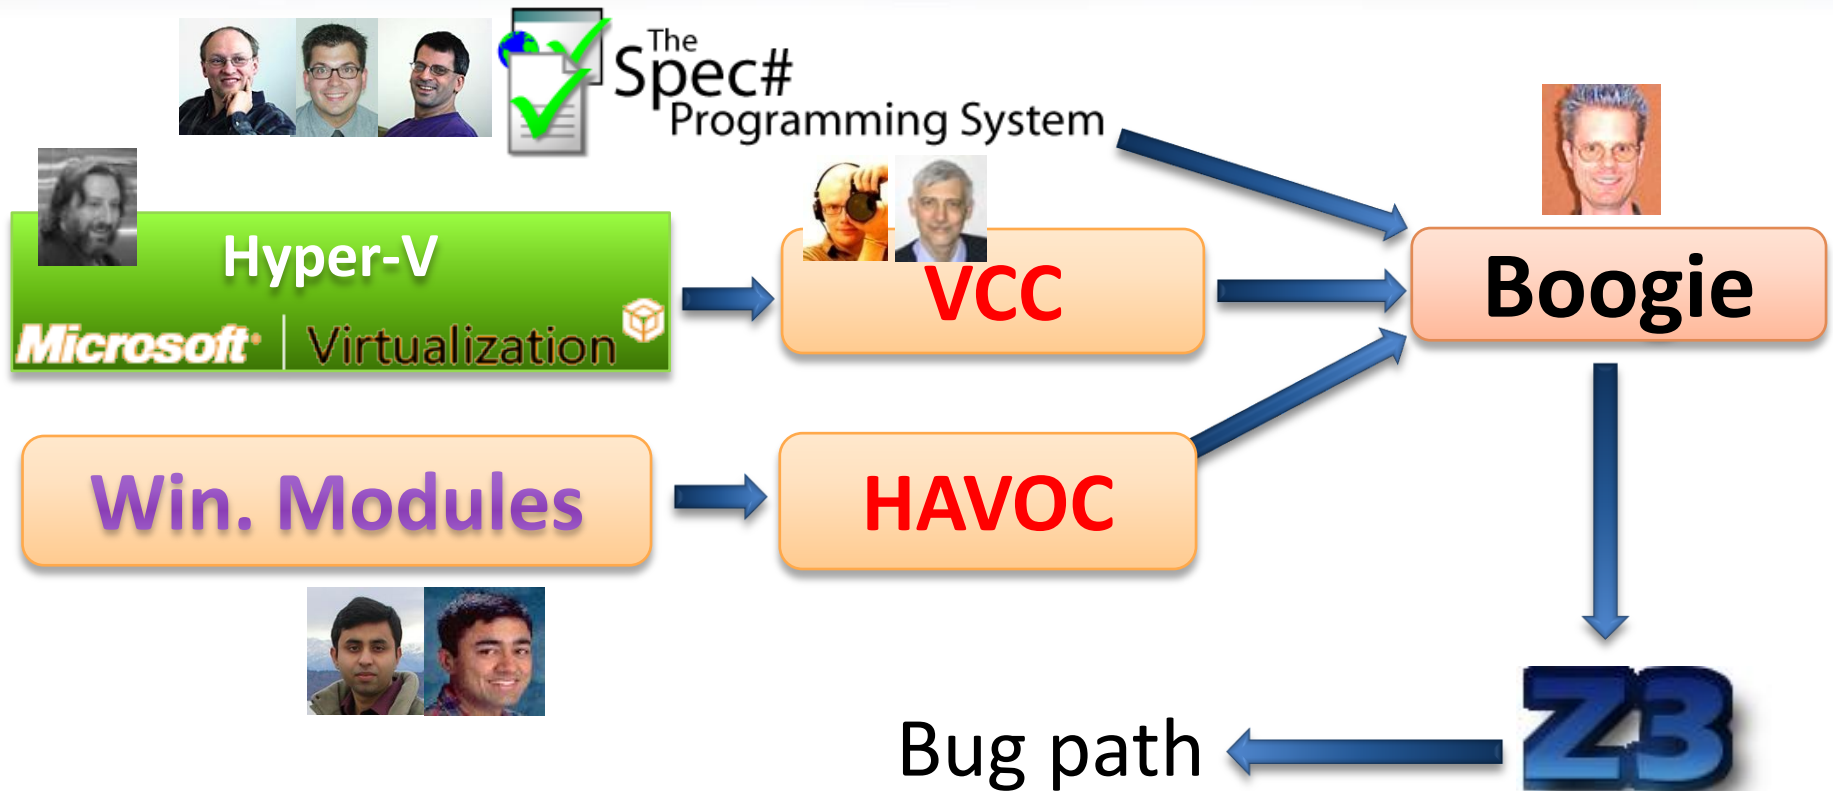 The
Spec#
Programming System
Hyper-V
Microsoft
Virtualization
VCC
Boogie
Win. Modules
HAVOC
Z3
Bug path